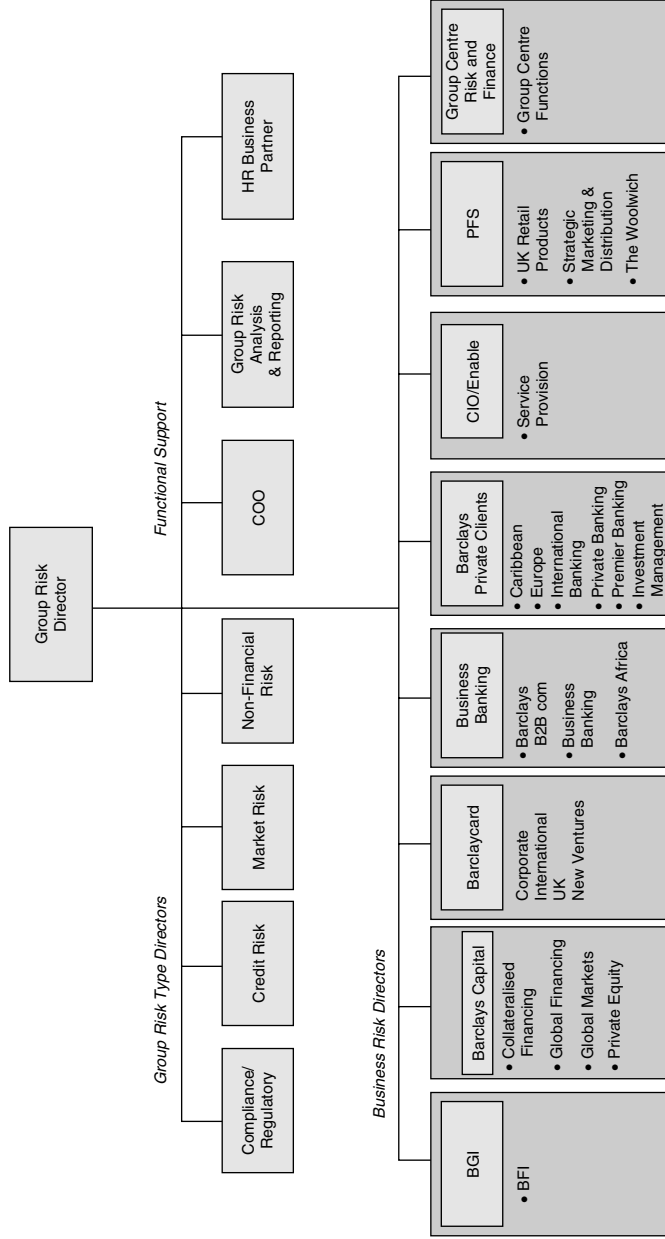 Group Risk
Director
Group Risk Type Directors
Functional Support
Compliance/
Regulatory
Credit Risk
Market Risk
Non-Financial
Risk
COO
Group Risk
Analysis
& Reporting
HR Business
Partner
Business Risk Directors
BGI
• BFI
Barclays Capital
• Collateralised
Financing
• Global Financing
• Global Markets
• Private Equity
Barclaycard
Corporate
International
UK
New Ventures
Business
Banking
• Barclays
B2B com
• Business
Banking
• Barclays Africa
Barclays
Private Clients
• Caribbean
• Europe
• International
Banking
• Private Banking
• Premier Banking
• Investment
Management
CIO/Enable
• Service
Provision
PFS
• UK Retail
Products
• Strategic
Marketing &
Distribution
• The Woolwich
Group Centre
Risk and
Finance
• Group Centre
Functions